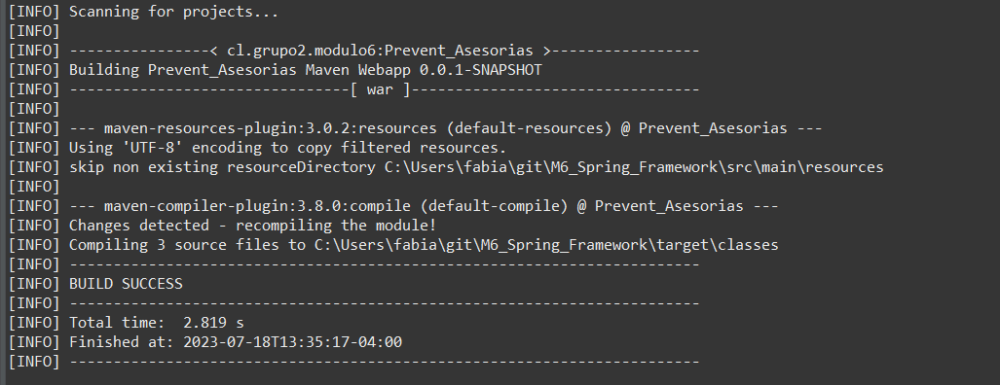 [INFO] Scanning for projects...
[INFO]
[INFO] ----------------< cl.grupo2.modulo6:Prevent_Asesorias >-----------------
[INFO] Building Prevent_Asesorias Maven Webapp 0.0.1-SNAPSHOT
[INFO] --------------------------------[ war ]---------------------------------
[INFO]
[INFO] --- maven-resources-plugin:3.0.2:resources (default-resources) @ Prevent_Asesorias ---
[INFO] Using 'UTF-8' encoding to copy filtered resources.
[INFO] skip non existing resourceDirectory C:\Users\fabia\git\M6_Spring_Framework\src\main\resources
[INFO]
[INFO] --- maven-compiler-plugin:3.8.0:compile (default-compile) @ Prevent_Asesorias ---
[INFO] Changes detected - recompiling the module!
[INFO] Compiling 3 source files to C:\Users\fabia\git\M6_Spring_Framework\target\classes
[INFO] ------------------------------------------------------------------------
[INFO] BUILD SUCCESS
[INFO] ------------------------------------------------------------------------
[INFO] Total time:  2.819 s
[INFO] Finished at: 2023-07-18T13:35:17-04:00
[INFO] ------------------------------------------------------------------------